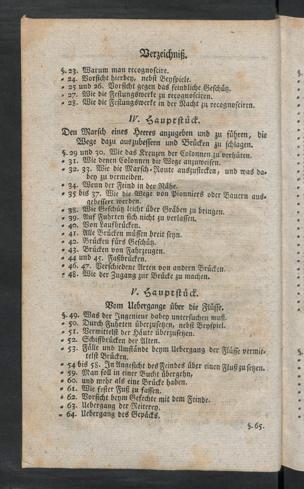 Verzeichniß.
§. 23. Warum man recognoscire.
• 24. Vorsicht hierbey, nebst Beyspiele.
• 25 und 26. Vorsicht gegen das feindliche Geschütz.
• 27. Wie die Festungswerke zu recognosciren.
• 28. Wie die Festungswerke in der Nacht zu recognosciren.
IV. Hauptstück.
Den Marsch eines Heeres anzugeben und zu führen, die
Wege dazu auszubessern und Brücken zu schlagen.
§. 29 und 30. Wie das Kreuzen der Colonnen zu verhüten.
• 31. Wie denen Colonnen die Wege anzuweisen.
• 32. 33. Wie die Marsch-Route auszustecken, und was da-
bey zu vermeiden.
• 34. Wenn der Feind in der Nähe.
• 35 bis 37. Wie die Wege von Pionniers oder Bauern aus-
gebessert werden.
• 38. Wie Geschütz leicht über Gräben zu bringen.
• 39. Auf Fuhrten sich nicht zu verlassen.
• 40. Von Laufbrücken.
• 41. Alle Brücken müssen breit seyn.
• 42. Brücken fürs Geschütz.
• 43. Brücken von Fahrzeugen.
• 44 und 45. Faßbrücken.
• 46. 47. Verschiedene Arten von andern Brücken.
• 48. Wie der Zugang zur Brücke zu machen.
V. Hauptstück.
Vom Uebergange über die Flüsse.
§. 49. Was der Ingenieur dabey untersuchen muß.
• 50. Durch Fuhrten überzusetzen, nebst Beyspiel.
• 51. Vermittelst der Häute überzusetzen.
• 52. Schiffbrücken der Alten.
• 53. Fälle und Umstände beym Uebergang der Flüsse vermit-
telst Brücken.
• 54 bis 58. In Angesicht des Feindes über einen Fluß zu setzen.
• 59. Man soll in einer Bucht übergehn,
• 60. und mehr als eine Brücke haben.
• 61. Wie fester Fuß zu fassen.
• 62. Vorsicht beym Gefechte mit dem Feinde.
• 63. Uebergang der Reiterey.
• 64. Uebergang des Gepäcks.
§. 65.